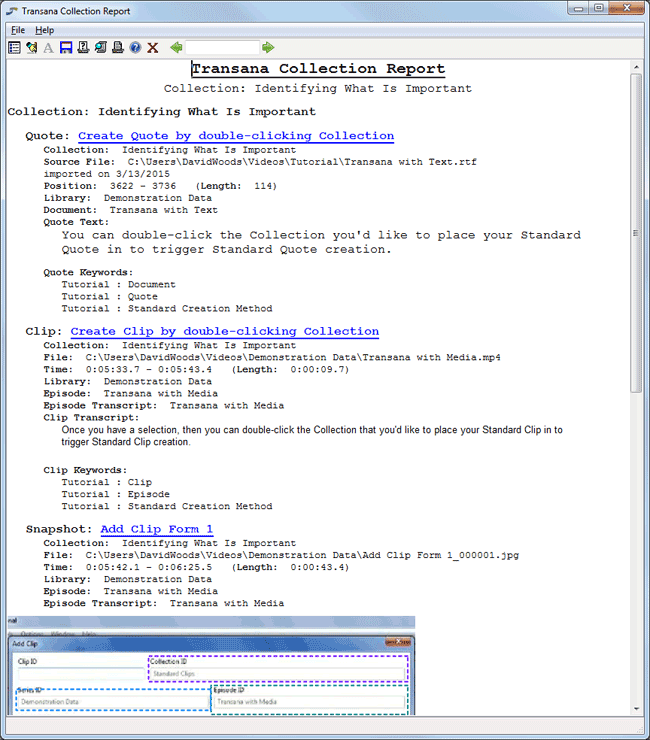 Transana Collection Report
File Help
Transana Collection Report
Collection: Identifying What Is Important
Collection: Identifying What Is Important
Quote: Create Quote by double-clicking Collection
Collection: Identifying What Is Important
Source File: C:\Users\DavidWoods\Videos\Tutorial\Transana with Text.rtf
imported on 3/13/2015
Position: 3622 - 3736 (Length: 114)
Library: Demonstration Data
Document: Transana with Text
Quote Text:
You can double-click the Collection you'd like to place your Standard
Quote in to trigger Standard Quote creation.
Quote Keywords:
Tutorial : Document
Tutorial : Quote
Tutorial : Standard Creation Method
Clip: Create Clip by double-clicking Collection
Collection: Identifying What Is Important
File: C:\Users\DavidWoods\Videos\Demonstration Data\Transana with Media.mp4
Time: 0:05:33.7 - 0:05:43.4 (Length: 0:00:09.7)
Library: Demonstration Data
Episode: Transana with Media
Episode Transcript: Transana with Media
Clip Transcript:
Once you have a selection, then you can double-click the Collection that you'd like to place your Standard Clip in to
trigger Standard Clip creation.
Clip Keywords:
Tutorial : Clip
Tutorial : Episode
Tutorial : Standard Creation Method
Snapshot: Add Clip Form 1
Collection: Identifying What Is Important
File: C:\Users\DavidWoods\Videos\Demonstration Data\Add Clip Form 1_000001.jpg
Time: 0:05:42.1 - 0:06:25.5 (Length: 0:00:43.4)
Library: Demonstration Data
Episode: Transana with Media
Episode Transcript: Transana with Media
Options Window Help
Add Clip
Clip ID Collection ID
Standard Clips
Series ID Episode ID
Demonstration Data Transana with Media